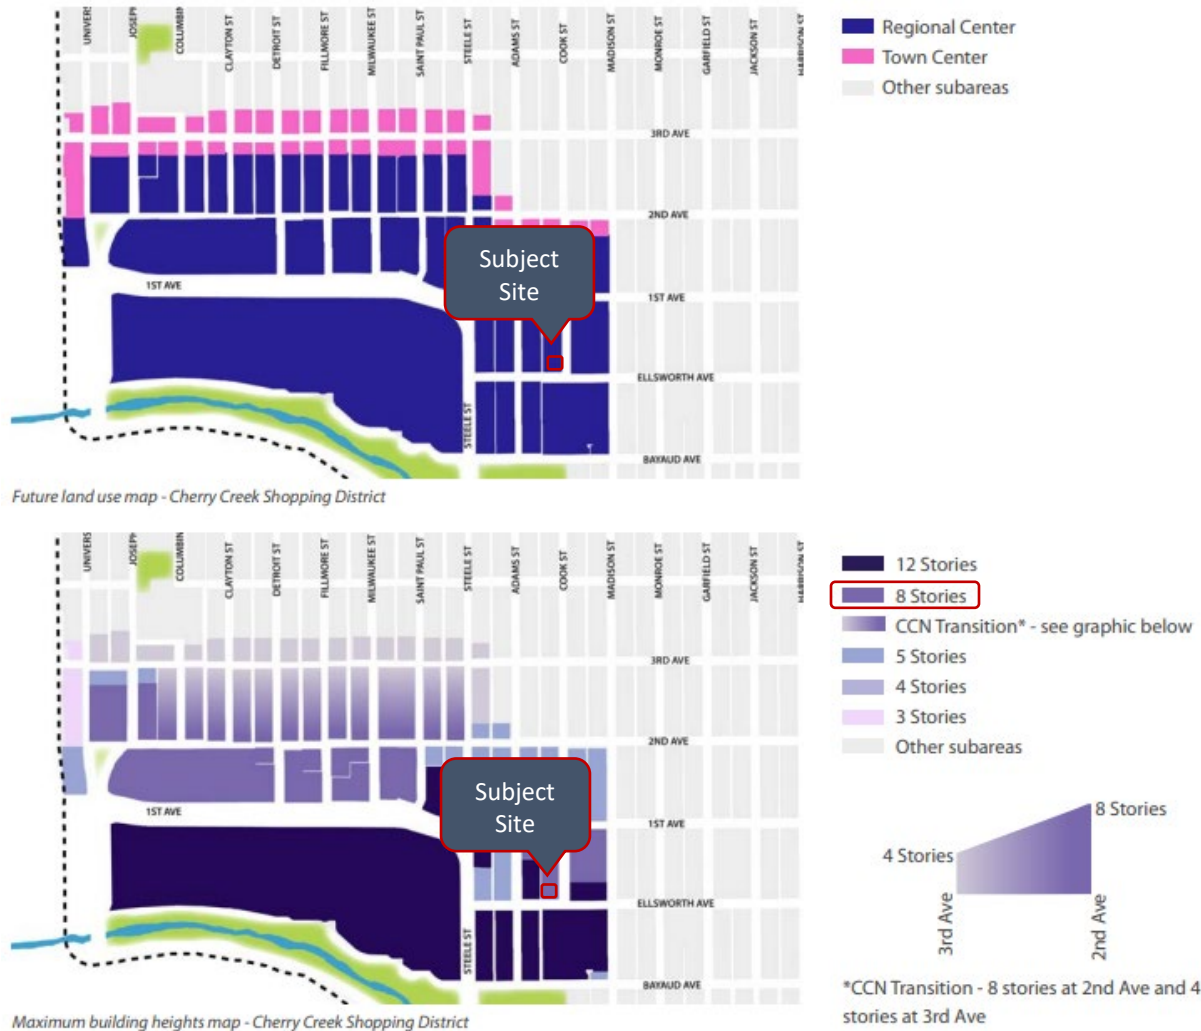 UNIVERS
JOSEPH
COLUMBIN
CLAYTON ST
DETROIT ST
FILLMORE ST
MILWAUKEE ST
SAINT PAUL ST
STEELE ST
ADAMS ST
COOK ST
MADISON ST
MONROE ST
GARFIELD ST
JACKSON ST
HARRISON ST
Regional Center
Town Center
Other subareas
3RD AVE
2ND AVE
Subject
Site
1ST AVE
1ST AVE
ELLSWORTH AVE
STEELE ST
BAYAUD AVE
Future land use map - Cherry Creek Shopping District
UNIVERS
JOSEPH
COLUMBIN
CLAYTON ST
DETROIT ST
FILLMORE ST
MILWAUKEE ST
SAINT PAUL ST
STEELE ST
ADAMS ST
COOK ST
MADISON ST
MONROE ST
GARFIELD ST
JACKSON ST
12 Stories
8 Stories
CCN Transition* - see graphic below
5 Stories
4 Stories
3 Stories
Other subareas
3RD AVE
2ND AVE
Subject
Site
1ST AVE
1ST AVE
ELLSWORTH AVE
STEELE ST
BAYAUD AVE
8 Stories
4 Stories
3rd Ave
2nd Ave
*CCN Transition - 8 stories at 2nd Ave and 4
stories at 3rd Ave
Maximum building heights map - Cherry Creek Shopping District